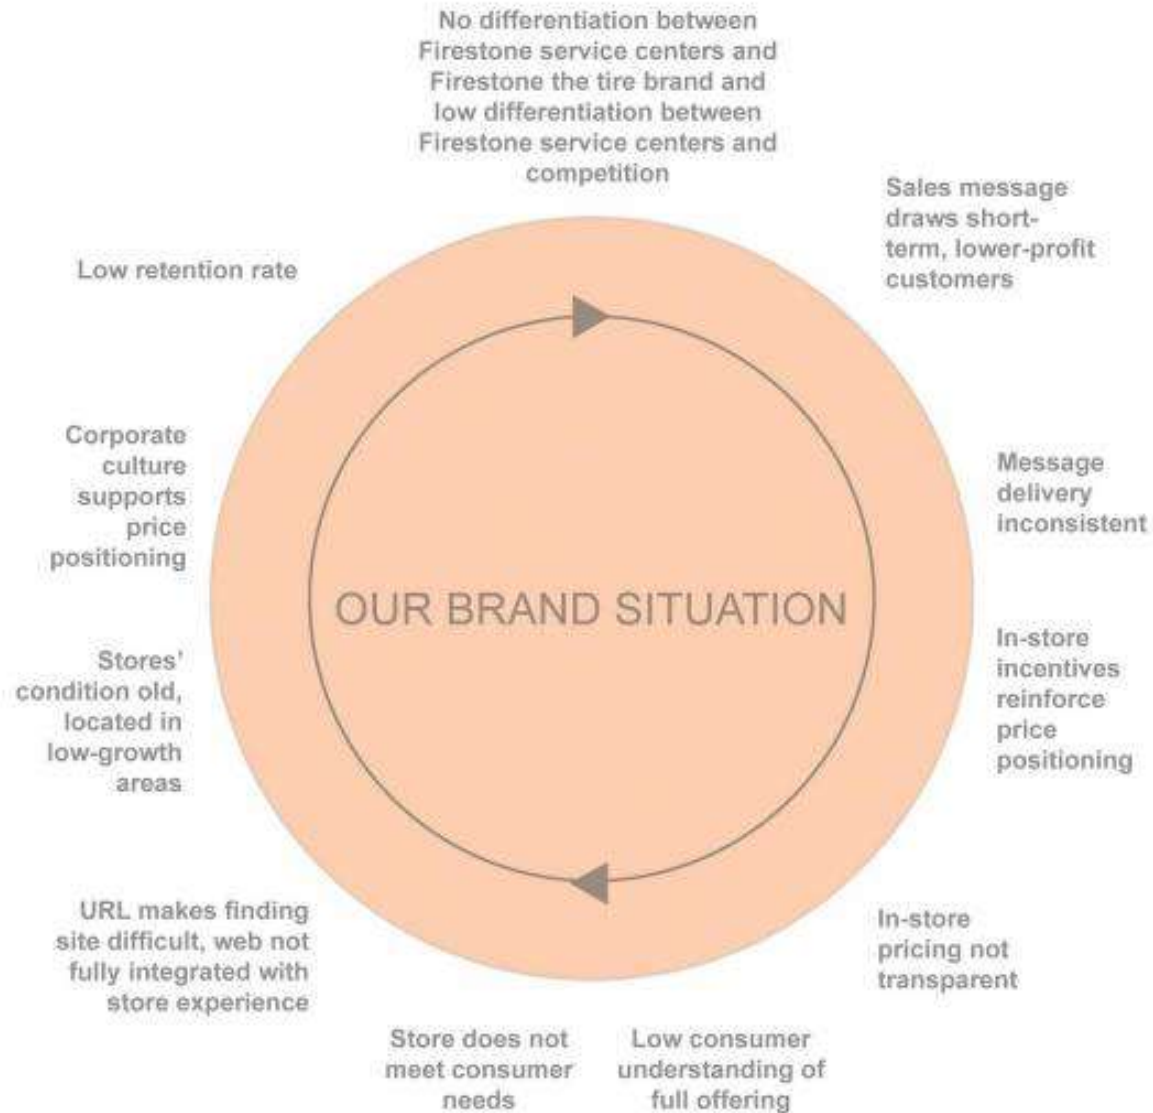 No differentiation between
Firestone service centers and
Firestone the tire brand and
low differentiation between
Firestone service centers and
competition
Sales message
draws short-
term, lower-profit
customers
Message
delivery
inconsistent
In-store
incentives
reinforce
price
positioning
In-store
pricing not
transparent
Low consumer
understanding of
full offering
Store does not
meet consumer
needs
URL makes finding
site difficult, web not
fully integrated with
store experience
Stores’
condition old,
located in
low-growth
areas
Corporate
culture
supports
price
positioning
Low retention rate
OUR BRAND SITUATION